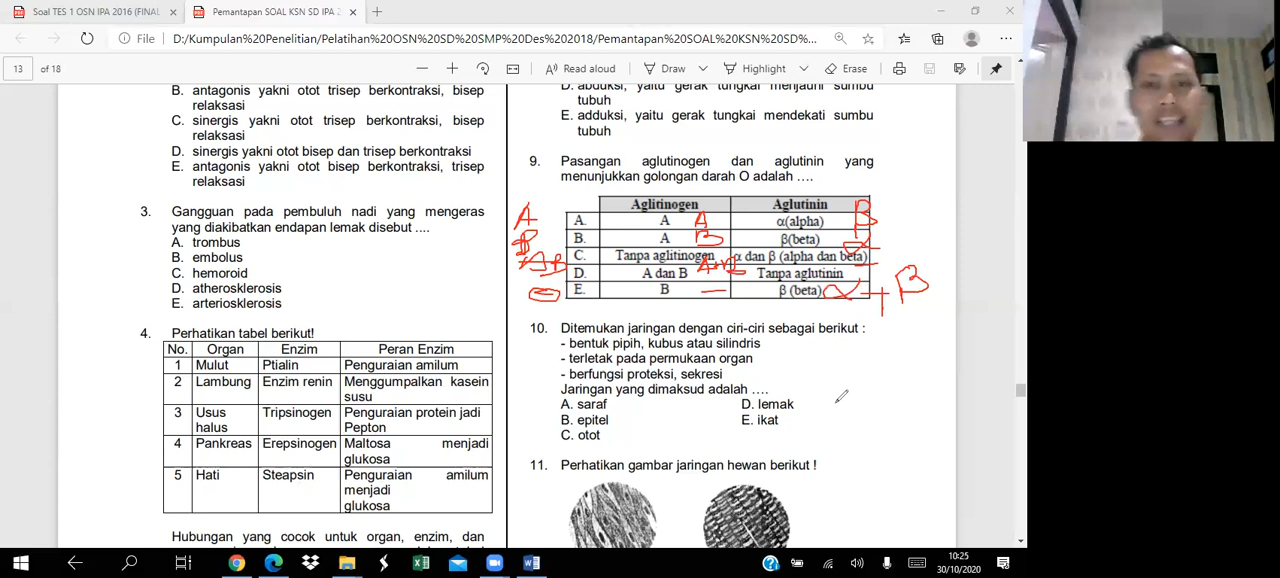 Soal TES 1 OSN IPA 2016 (FINAL
Pemantapan SOAL KSN SD IPA 2
File
D:/Kumpulan%20Penelitian/Pelatihan%20OSN%20SD%20SMP%20Des%202018/Pemantapan%20SOAL%20KSN%20SD%...
13 of 18
Read aloud
Draw
Highlight
Erase
B. antagonis yakni otot trisep berkontraksi, bisep
relaksasi
C. sinergis yakni otot trisep berkontraksi, bisep
relaksasi
D. sinergis yakni otot bisep dan trisep berkontraksi
E. antagonis yakni otot bisep berkontraksi, trisep
relaksasi
3. Gangguan pada pembuluh nadi yang mengeras
yang diakibatkan endapan lemak disebut ....
A. trombus
B. embolus
C. hemoroid
D. atherosklerosis
E. arteriosklerosis
4. Perhatikan tabel berikut!
No. Organ Enzim Peran Enzim
1 Mulut Ptialin Penguraian amilum
2 Lambung Enzim renin Menggumpalkan kasein
susu
3 Usus Tripsinogen Penguraian protein jadi
halus Pepton
4 Pankreas Erepsinogen Maltosa menjadi
glukosa
5 Hati Steapsin Penguraian amilum
menjadi
glukosa
Hubungan yang cocok untuk organ, enzim, dan
D. abduksi, yaitu gerak tungkai menjauhi sumbu
tubuh
E. adduksi, yaitu gerak tungkai mendekati sumbu
tubuh
9. Pasangan aglutinogen dan aglutinin yang
menunjukkan golongan darah O adalah ....
Aglitinogen Aglutinin
A A. A A α(alpha) β
B B. A B β(beta) α
AB C. Tanpa aglitinogen α dan β (alpha dan beta)
D. A dan B Tanpa aglutinin
O E. B — β (beta) α + β
10. Ditemukan jaringan dengan ciri-ciri sebagai berikut :
- bentuk pipih, kubus atau silindris
- terletak pada permukaan organ
- berfungsi proteksi, sekresi
Jaringan yang dimaksud adalah ....
A. saraf D. lemak
B. epitel E. ikat
C. otot
11. Perhatikan gambar jaringan hewan berikut !
10:25
30/10/2020